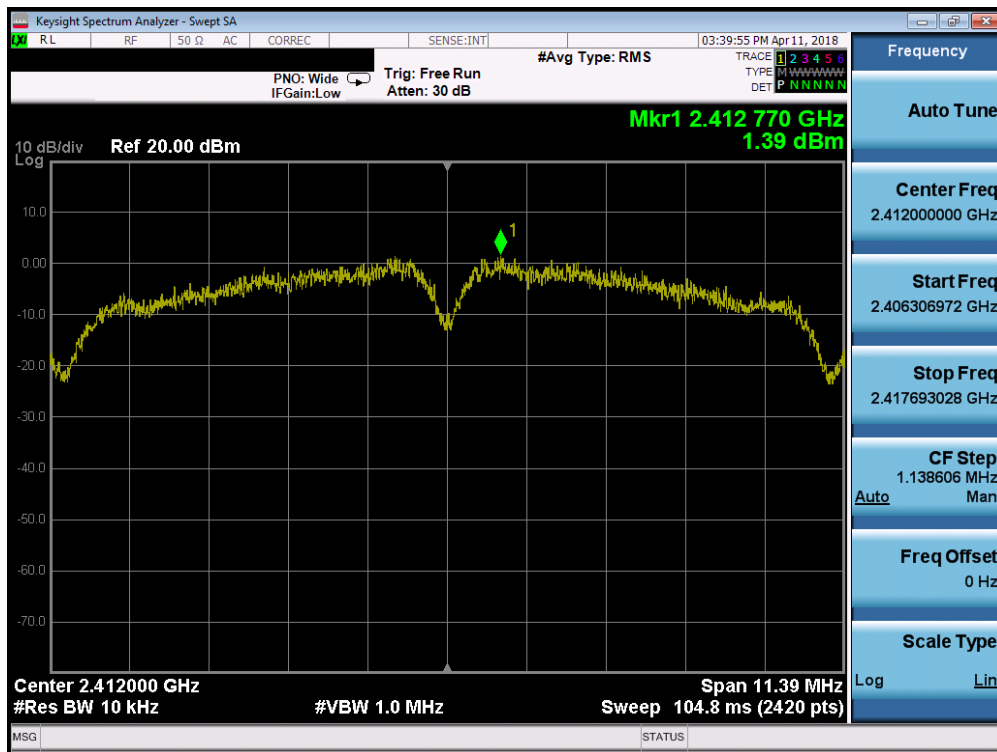 Keysight Spectrum Analyzer - Swept SA
LXI RL RF 50 Ω AC CORREC SENSE:INT 03:39:55 PM Apr 11, 2018
Frequency
#Avg Type: RMS
TRACE 1 2 3 4 5 6
TYPE M WWWWW
DET P N N N N N
PNO: Wide
IFGain:Low
Trig: Free Run
Atten: 30 dB
Mkr1 2.412 770 GHz
1.39 dBm
10 dB/div Ref 20.00 dBm
Log
10.0
0.00
-10.0
-20.0
-30.0
-40.0
-50.0
-60.0
-70.0
1
Center 2.412000 GHz
Span 11.39 MHz
#Res BW 10 kHz
#VBW 1.0 MHz
Sweep 104.8 ms (2420 pts)
Auto Tune
Center Freq
2.412000000 GHz
Start Freq
2.406306972 GHz
Stop Freq
2.417693028 GHz
CF Step
1.138606 MHz
Auto Man
Freq Offset
0 Hz
Scale Type
Log Lin
MSG
STATUS